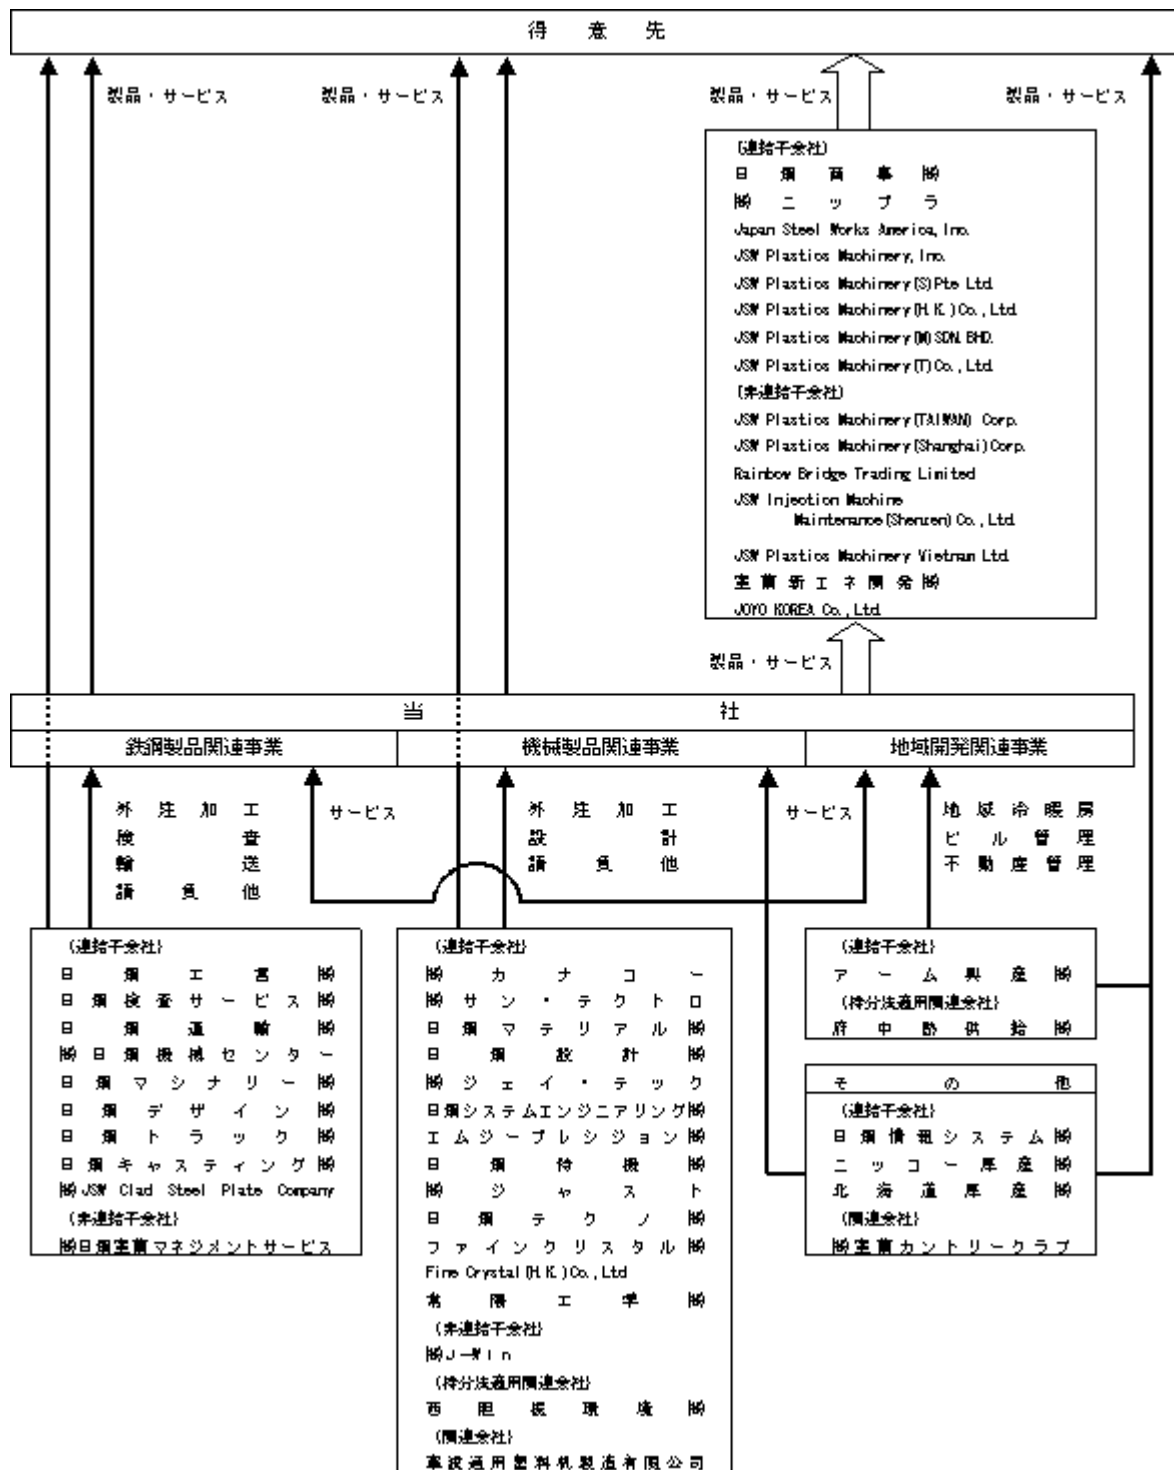 得意先
製品・サービス
製品・サービス
製品・サービス
製品・サービス
(連結子会社)
日鋼商事㈱
㈱ニップラ
Japan Steel Works America, Inc.
JSW Plastics Machinery, Inc.
JSW Plastics Machinery(S)Pte Ltd
JSW Plastics Machinery(H.K.)Co., Ltd
JSW Plastics Machinery(M)SDN.BHD.
JSW Plastics Machinery(T)Co., Ltd
(非連結子会社)
JSW Plastics Machinery(TAIWAN) Corp.
JSW Plastics Machinery(Shanghai)Corp.
Rainbow Bridge Trading Limited
JSW Injection Machine
Maintenance(Shenzen)Co., Ltd
JSW Plastics Machinery Vietnam Ltd
室蘭新エネ開発㈱
JOYO KOREA Co., Ltd
製品・サービス
当社
鉄鋼製品関連事業
機械製品関連事業
地域開発関連事業
外注加工
検査
輸送
請負他
サービス
外注加工
設計
請負他
サービス
地域冷暖房
ビル管理
不動産管理
(連結子会社)
日鋼工営㈱
日鋼検査サービス㈱
日鋼運輸㈱
㈱日鋼機械センター
日鋼マシナリー㈱
日鋼デザイン㈱
日鋼トラック㈱
日鋼キャスティング㈱
㈱JSW Clad Steel Plate Company
(非連結子会社)
㈱日鋼室蘭マネジメントサービス
(連結子会社)
㈱カナコー
㈱サン・テクトロ
日鋼マテリアル㈱
日鋼設計㈱
㈱ジェイ・テック
日鋼システムエンジニアリング㈱
エムジープレシジョン㈱
日鋼特機㈱
㈱ジャスト
日鋼テクノ㈱
ファインクリスタル㈱
Fine Crystal(H.K.)Co., Ltd
常陽工学㈱
(非連結子会社)
㈱J-Win
(持分法適用関連会社)
西胆振環境㈱
(関連会社)
寧波通用塑料机製造有限公司
(連結子会社)
アーム興産㈱
(持分法適用関連会社)
府中熱供給㈱
その他
(連結子会社)
日鋼情報システム㈱
ニッコー厚産㈱
北海道厚産㈱
(関連会社)
㈱室蘭カントリークラブ